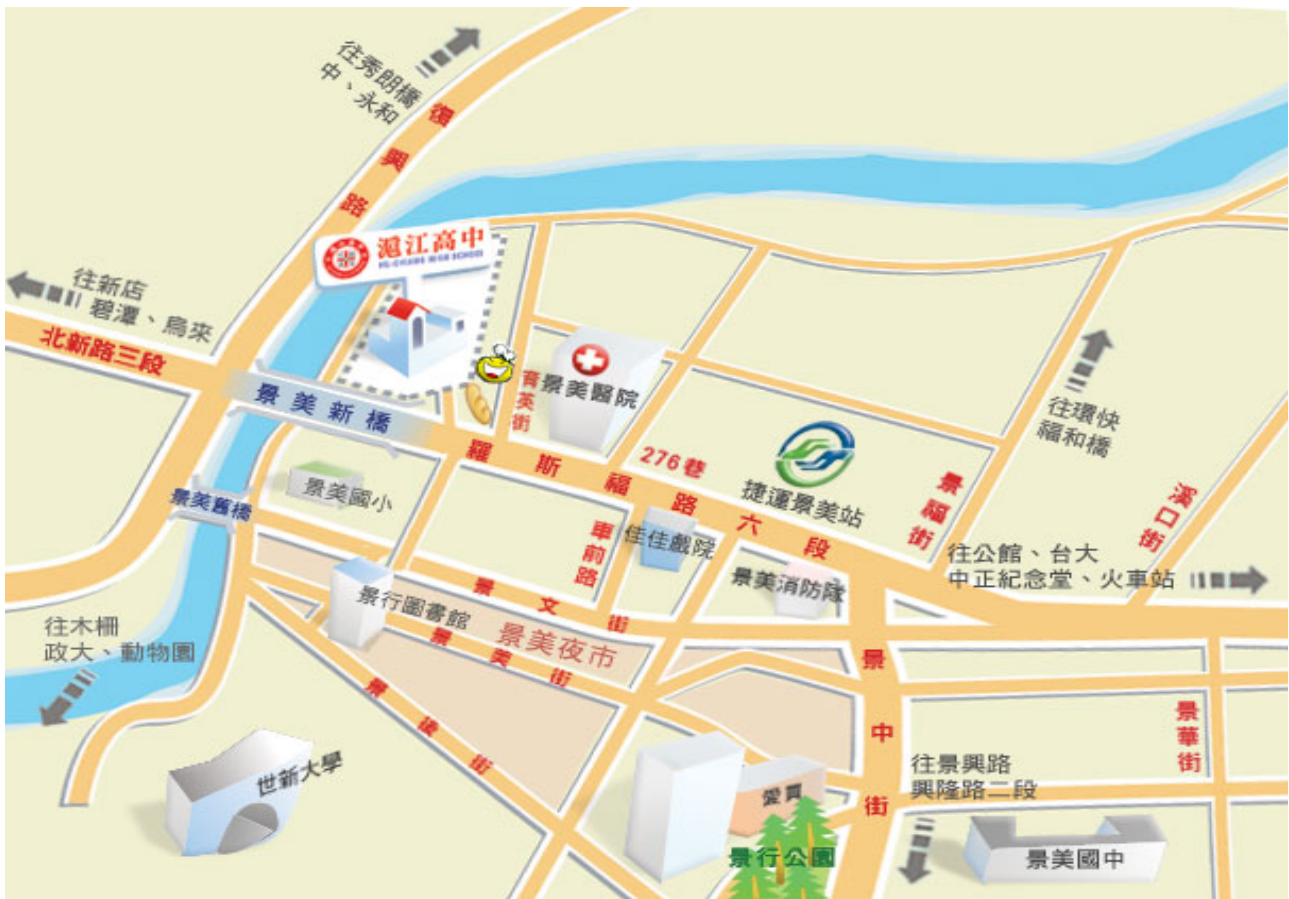 往秀朗橋
中、永和
復興路
滬江高中
HU-CHIANG HIGH SCHOOL
往新店
碧潭、烏來
北新路三段
景美新橋
育英街
景美醫院
276巷
捷運景美站
往環快
福和橋
景福街
溪口街
羅斯福路六段
景美國小
景美舊橋
車前路
佳佳戲院
景美消防隊
往公館、台大
中正紀念堂、火車站
景行圖書館
景文街
景美夜市
景美街
往木柵
政大、動物園
景後街
景中街
景華街
世新大學
往景興路
興隆路二段
愛買
景行公園
景美國中